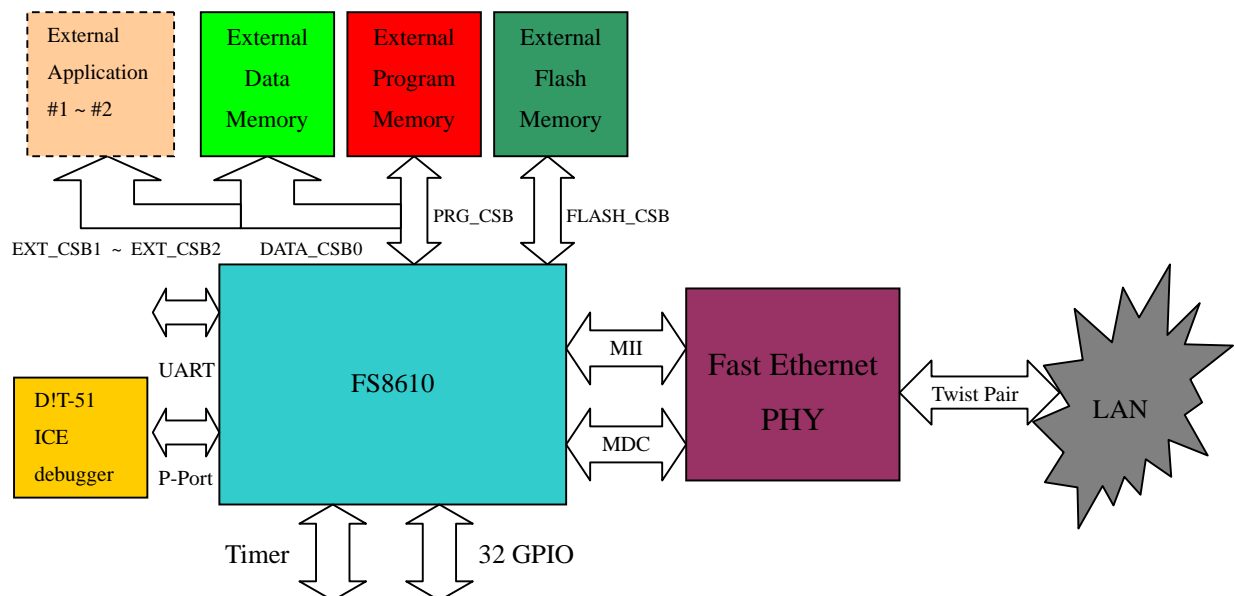 External
Application
#1 ~ #2
External
Data
Memory
External
Program
Memory
External
Flash
Memory
PRG_CSB
FLASH_CSB
EXT_CSB1 ~ EXT_CSB2
DATA_CSB0
UART
FS8610
MII
Fast Ethernet
PHY
Twist Pair
LAN
D!T-51
ICE
debugger
P-Port
MDC
Timer
32 GPIO